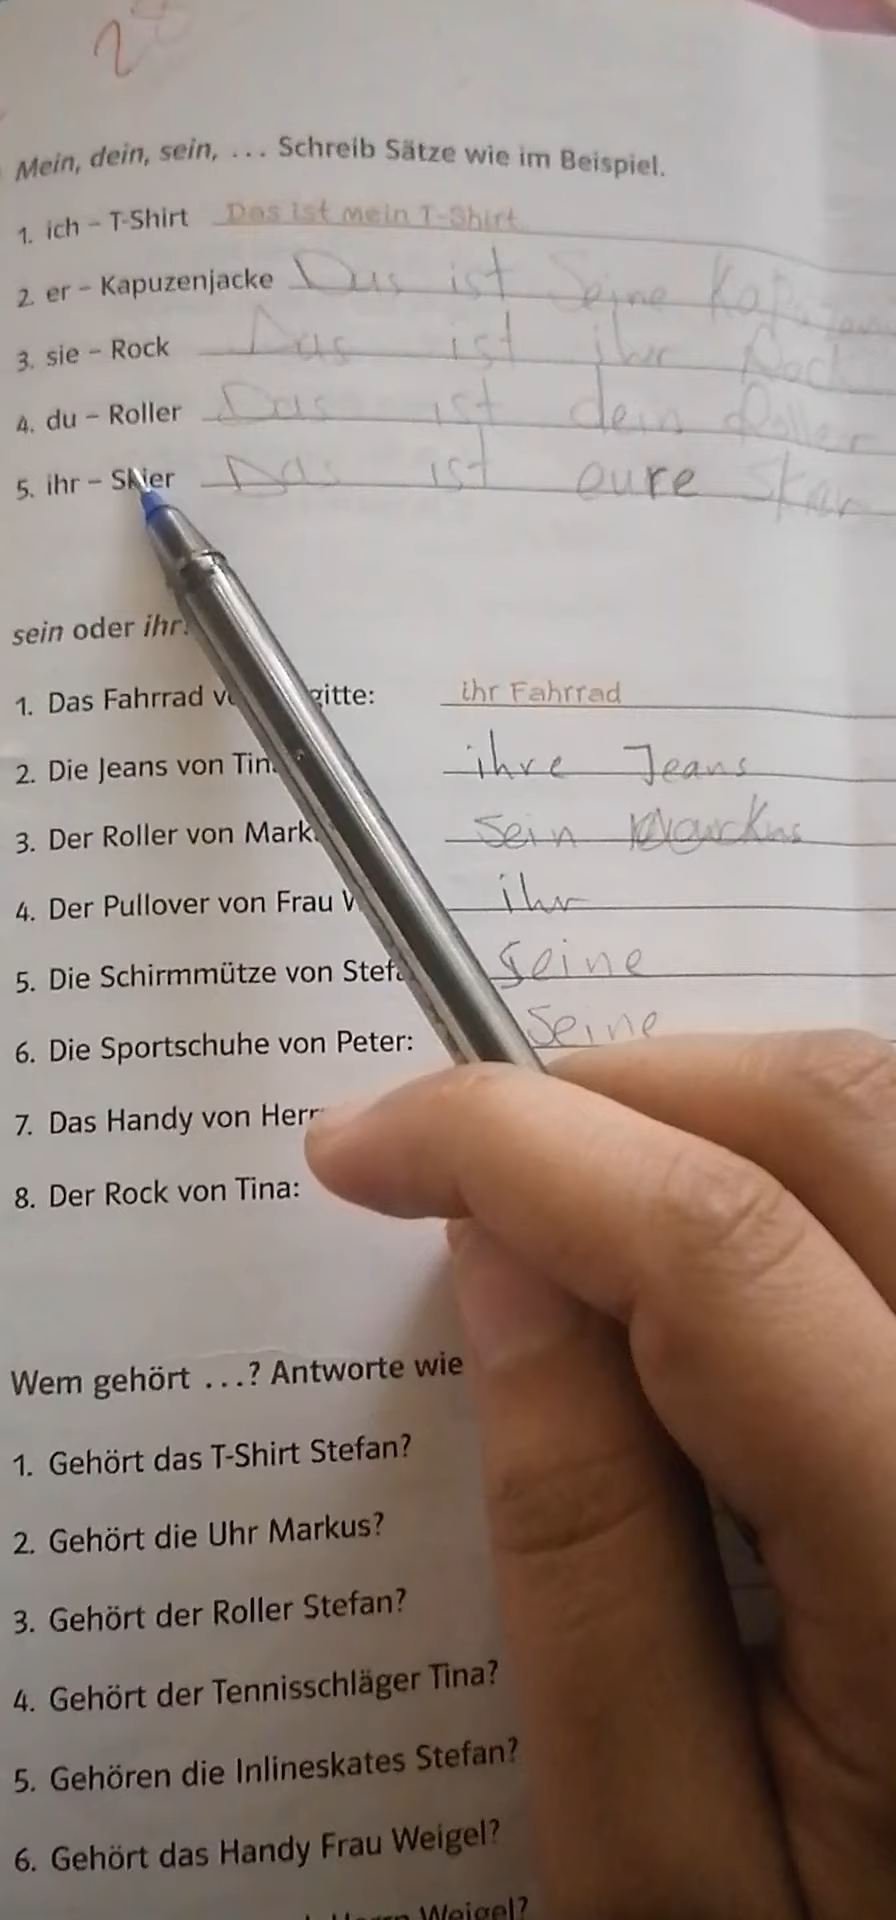 Mein, dein, sein, ... Schreib Sätze wie im Beispiel.
1. ich – T-Shirt Das ist mein T-Shirt
2. er – Kapuzenjacke Das ist Seine
3. sie – Rock Das ist ihr Rock
4. du – Roller Das ist dein Roller
5. ihr – Skier Das ist eure
sein oder ihr
1. Das Fahrrad ihr Fahrrad
2. Die Jeans von ihre Jeans
3. Der Roller von Sein
4. Der Pullover von Frau ihr
5. Die Schirmmütze von seine
6. Die Sportschuhe von Peter: Seine
7. Das Handy von
8. Der Rock von Tina:
Wem gehört ...? Antworte wie
1. Gehört das T-Shirt Stefan?
2. Gehört die Uhr Markus?
3. Gehört der Roller Stefan?
4. Gehört der Tennisschläger Tina?
5. Gehören die Inlineskates Stefan?
6. Gehört das Handy Frau Weigel?
Weigel?